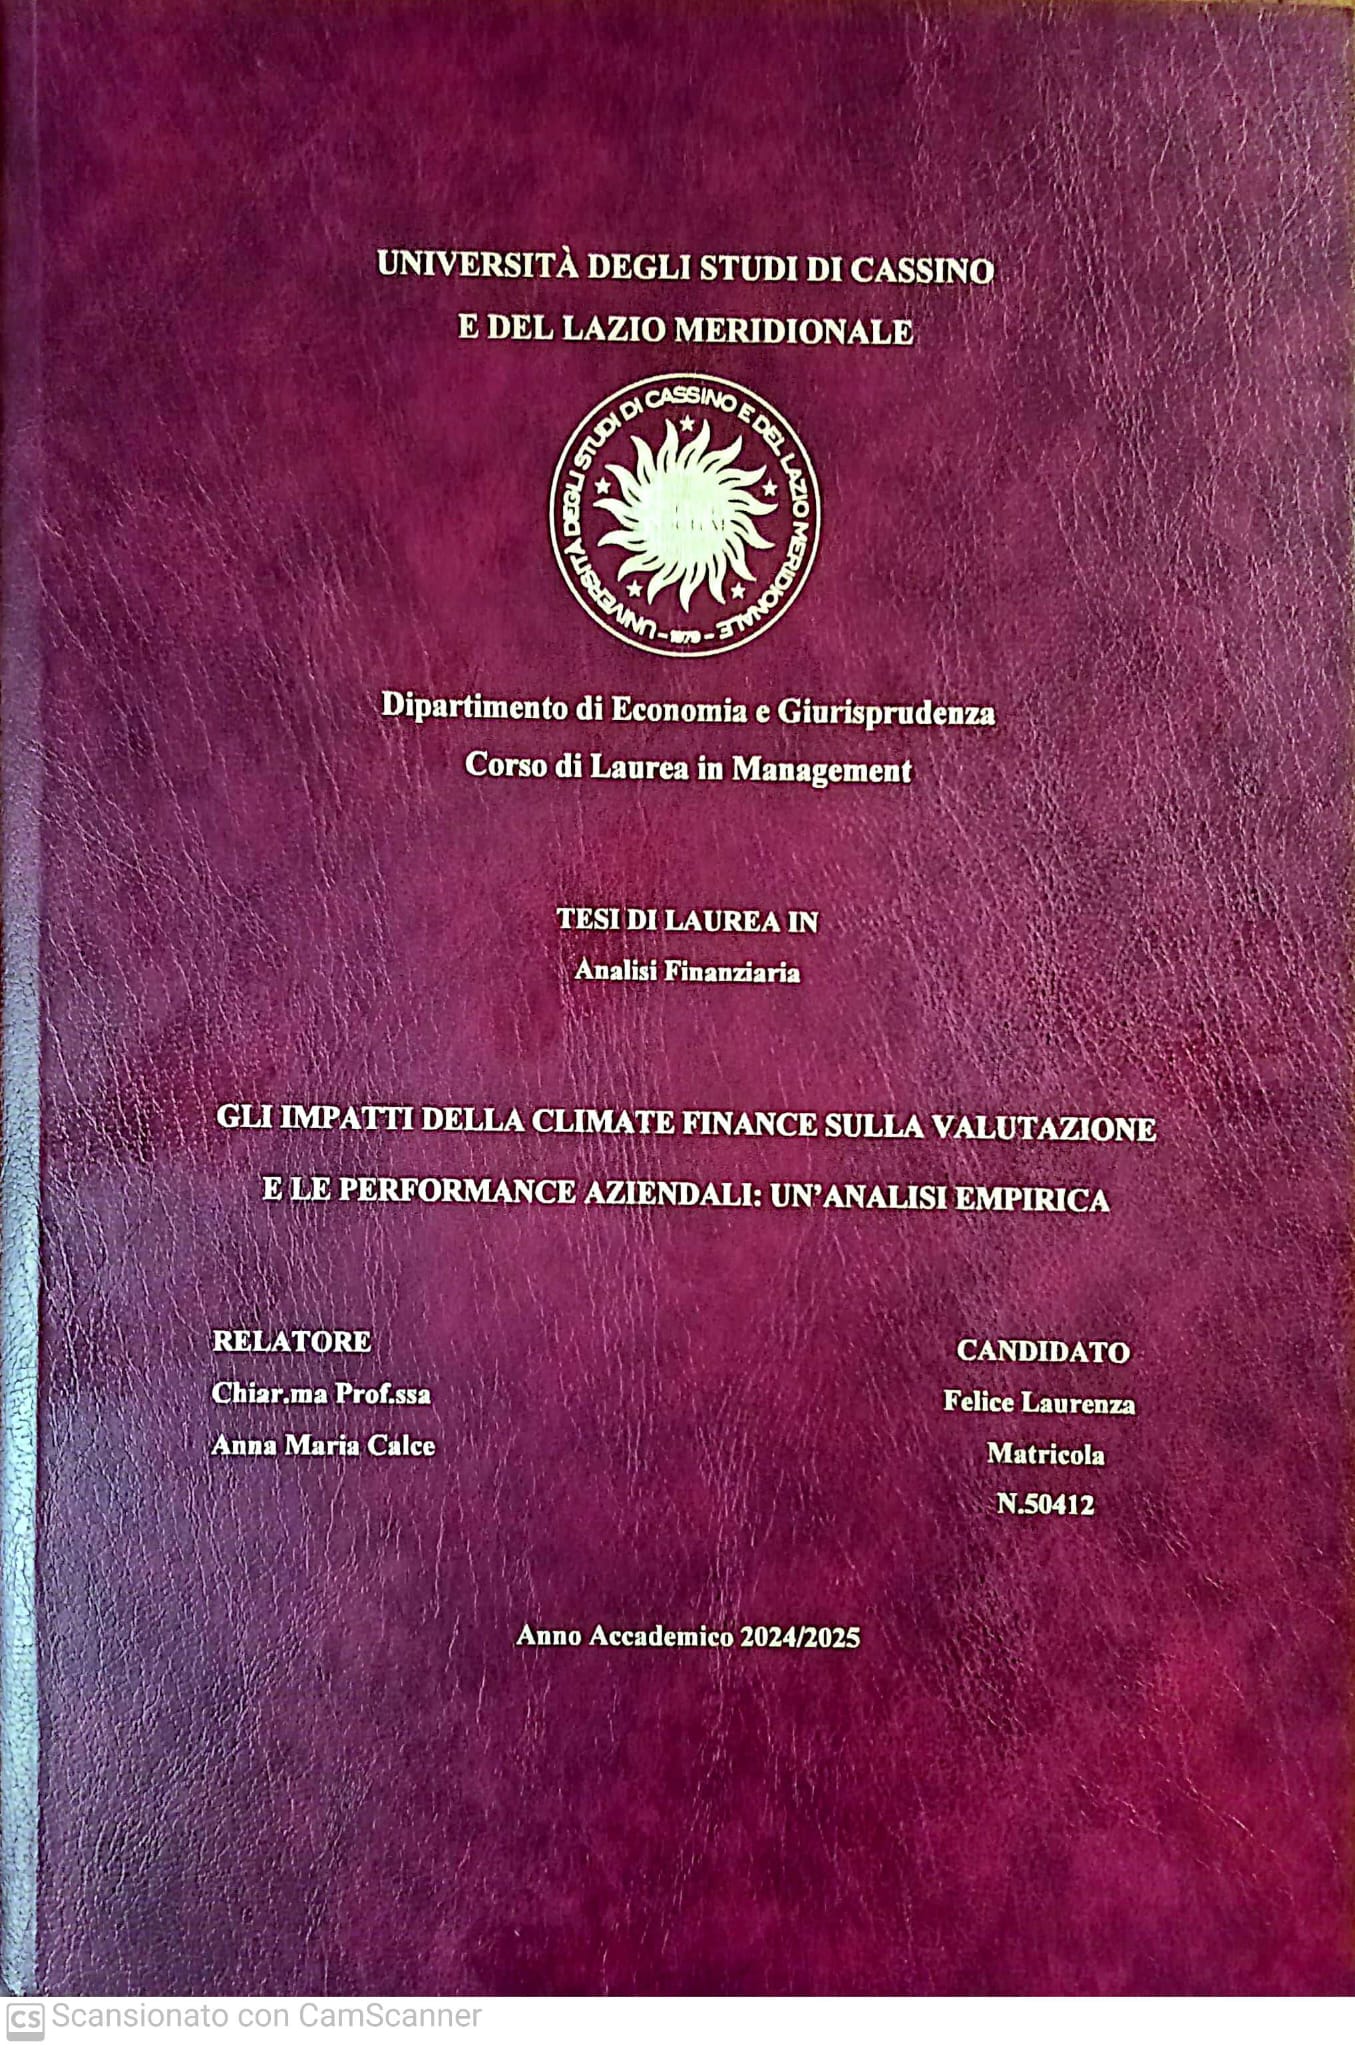 UNIVERSITÀ DEGLI STUDI DI CASSINO
E DEL LAZIO MERIDIONALE
UNIVERSITÀ DEGLI STUDI DI CASSINO E DEL LAZIO MERIDIONALE
- 1979 -
Dipartimento di Economia e Giurisprudenza
Corso di Laurea in Management
TESI DI LAUREA IN
Analisi Finanziaria
GLI IMPATTI DELLA CLIMATE FINANCE SULLA VALUTAZIONE
E LE PERFORMANCE AZIENDALI: UN’ANALISI EMPIRICA
RELATORE
Chiar.ma Prof.ssa
Anna Maria Calce
CANDIDATO
Felice Laurenza
Matricola
N.50412
Anno Accademico 2024/2025
CS Scansionato con CamScanner